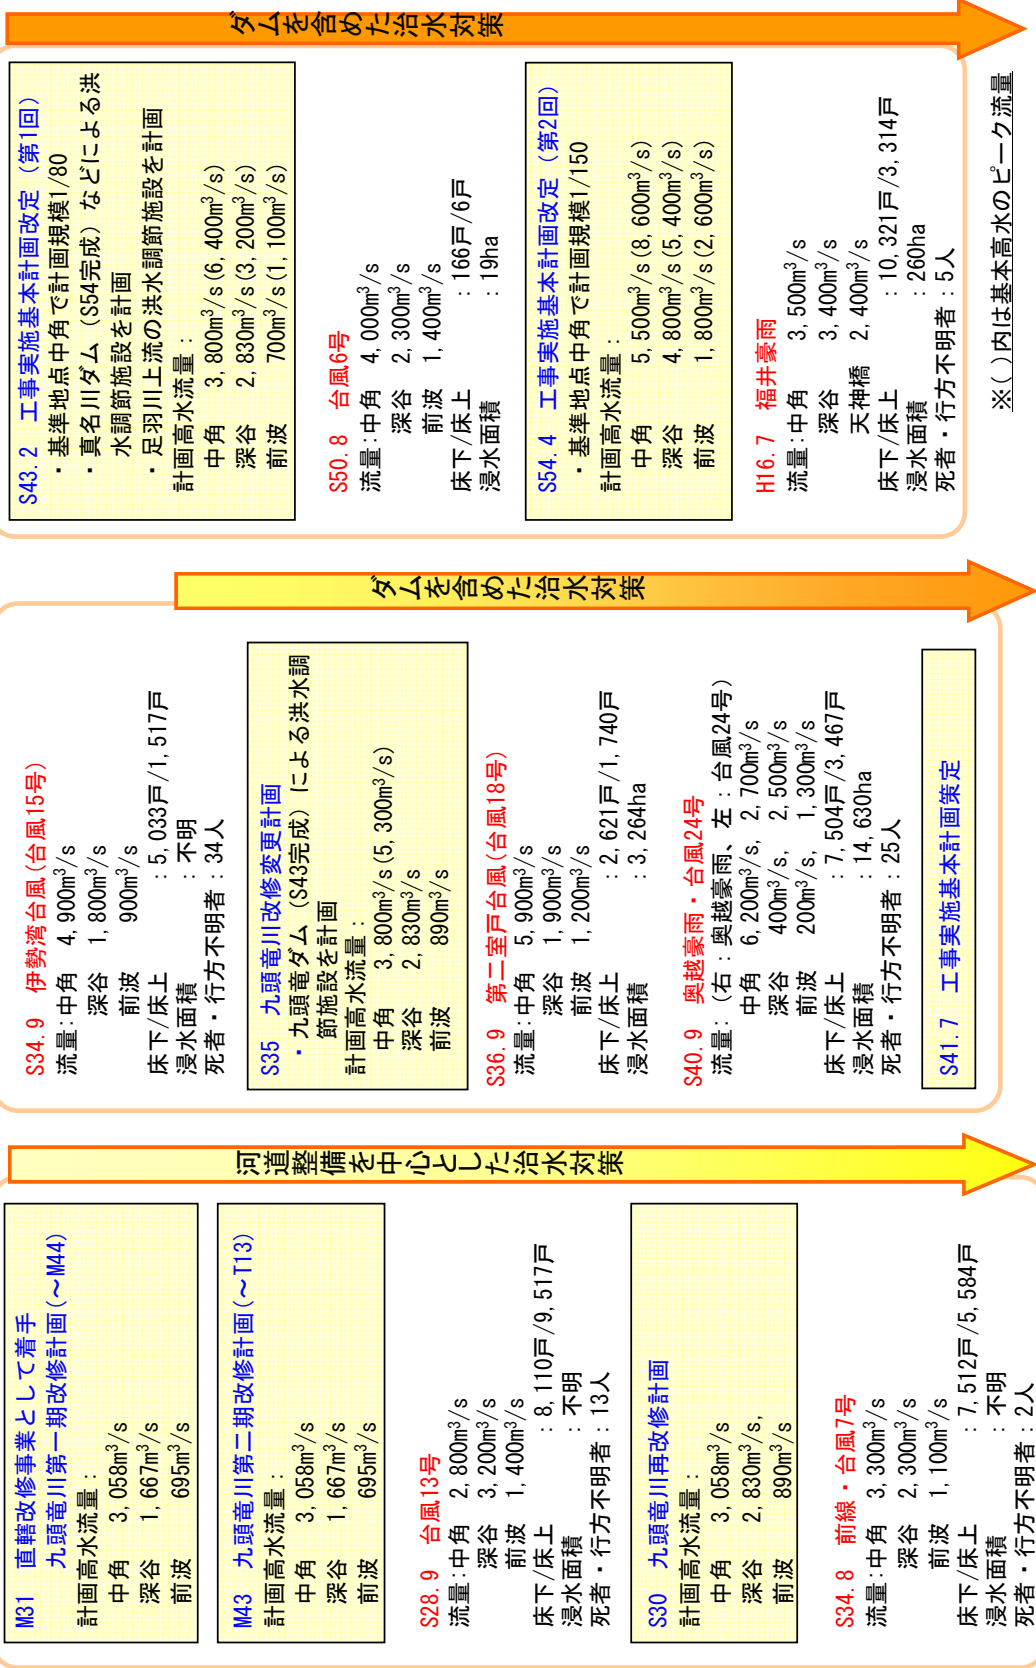 河道整備を中心とした治水対策
M31 直轄改修事業として着手
九頭竜川第一期改修計画(～M44)
計画高水流量：
中角 3,058m³/s
深谷 1,667m³/s
前波 695m³/s
M43 九頭竜川第二期改修計画(～T13)
計画高水流量：
中角 3,058m³/s
深谷 1,667m³/s
前波 695m³/s
S28.9 台風13号
流量:中角 2,800m³/s
深谷 3,200m³/s
前波 1,400m³/s
床下/床上 : 8,110戸/9,517戸
浸水面積 : 不明
死者・行方不明者:13人
S30 九頭竜川再改修計画
計画高水流量：
中角 3,058m³/s
深谷 2,830m³/s,
前波 890m³/s
S34.8 前線・台風7号
流量:中角 3,300m³/s
深谷 2,300m³/s
前波 1,100m³/s
床下/床上 : 7,512戸/5,584戸
浸水面積 : 不明
死者・行方不明者:2人
ダムを含めた治水対策
S34.9 伊勢湾台風(台風15号)
流量:中角 4,900m³/s
深谷 1,800m³/s
前波 900m³/s
床下/床上 : 5,033戸/1,517戸
浸水面積 : 不明
死者・行方不明者:34人
S35 九頭竜川改修変更計画
・九頭竜ダム（S43完成）による洪水調
節施設を計画
計画高水流量：
中角 3,800m³/s(5,300m³/s)
深谷 2,830m³/s
前波 890m³/s
S36.9 第二室戸台風(台風18号)
流量:中角 5,900m³/s
深谷 1,900m³/s
前波 1,200m³/s
床下/床上 : 2,621戸/1,740戸
浸水面積 : 3,264ha
S40.9 奥越豪雨・台風24号
流量:（右:奥越豪雨、左:台風24号）
中角 6,200m³/s, 2,700m³/s
深谷 400m³/s, 2,500m³/s
前波 200m³/s, 1,300m³/s
床下/床上 : 7,504戸/3,467戸
浸水面積 : 14,630ha
死者・行方不明者:25人
S41.7 工事実施基本計画策定
ダムを含めた治水対策
S43.2 工事実施基本計画改定（第1回）
・基準地点中角で計画規模1/80
・真名川ダム（S54完成）などによる洪
水調節施設を計画
・足羽川上流の洪水調節施設を計画
計画高水流量：
中角 3,800m³/s(6,400m³/s)
深谷 2,830m³/s(3,200m³/s)
前波 700m³/s(1,100m³/s)
S50.8 台風6号
流量:中角 4,000m³/s
深谷 2,300m³/s
前波 1,400m³/s
床下/床上 : 166戸/6戸
浸水面積 : 19ha
S54.4 工事実施基本計画改定（第2回）
・基準地点中角で計画規模1/150
計画高水流量：
中角 5,500m³/s(8,600m³/s)
深谷 4,800m³/s(5,400m³/s)
前波 1,800m³/s(2,600m³/s)
H16.7 福井豪雨
流量:中角 3,500m³/s
深谷 3,400m³/s
天神橋 2,400m³/s
床下/床上 : 10,321戸/3,314戸
浸水面積 : 260ha
死者・行方不明者:5人
※( )内は基本高水のピーク流量